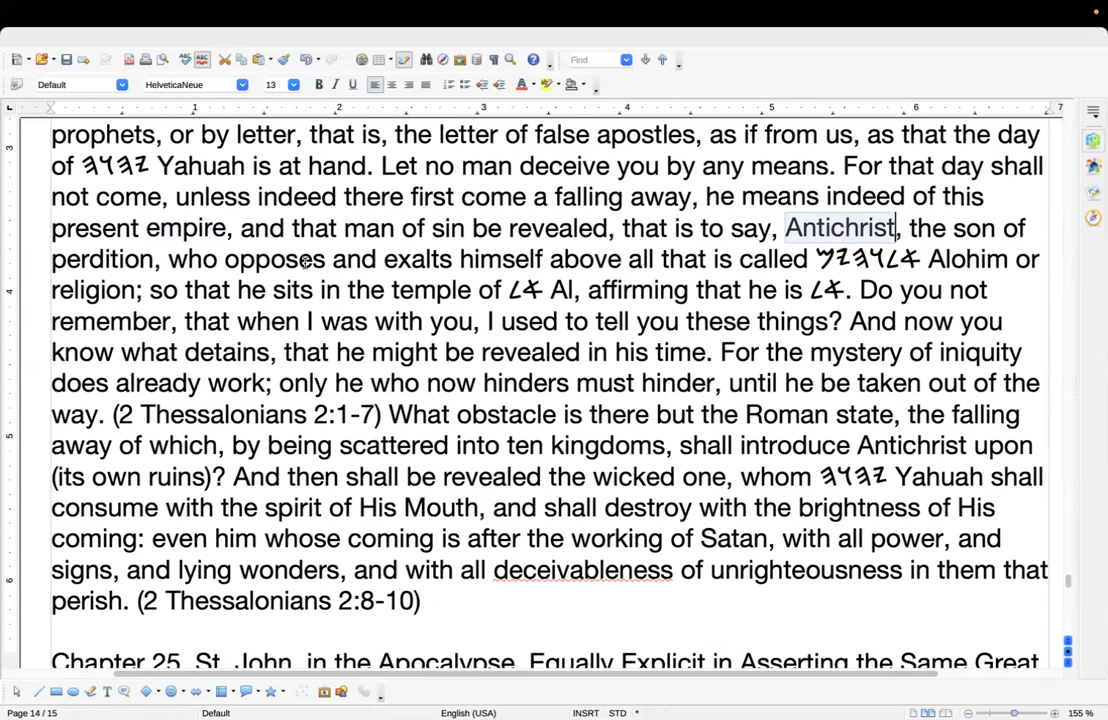 Find
Default
HelveticaNeue
13
B I U
1 2 3 4 5 6 7
prophets, or by letter, that is, the letter of false apostles, as if from us, as that the day
of 𐤉𐤄𐤅𐤄 Yahuah is at hand. Let no man deceive you by any means. For that day shall
not come, unless indeed there first come a falling away, he means indeed of this
present empire, and that man of sin be revealed, that is to say, Antichrist, the son of
perdition, who opposes and exalts himself above all that is called 𐤀𐤋𐤄𐤉𐤌 Alohim or
religion; so that he sits in the temple of 𐤀𐤋 Al, affirming that he is 𐤀𐤋. Do you not
remember, that when I was with you, I used to tell you these things? And now you
know what detains, that he might be revealed in his time. For the mystery of iniquity
does already work; only he who now hinders must hinder, until he be taken out of the
way. (2 Thessalonians 2:1-7) What obstacle is there but the Roman state, the falling
away of which, by being scattered into ten kingdoms, shall introduce Antichrist upon
(its own ruins)? And then shall be revealed the wicked one, whom 𐤉𐤄𐤅𐤄 Yahuah shall
consume with the spirit of His Mouth, and shall destroy with the brightness of His
coming: even him whose coming is after the working of Satan, with all power, and
signs, and lying wonders, and with all deceivableness of unrighteousness in them that
perish. (2 Thessalonians 2:8-10)
Chapter 25. St. John, in the Apocalypse, Equally Explicit in Asserting the Same Great
3
4
5
6
Page 14 / 15
Default
English (USA)
INSRT
STD
*
155 %